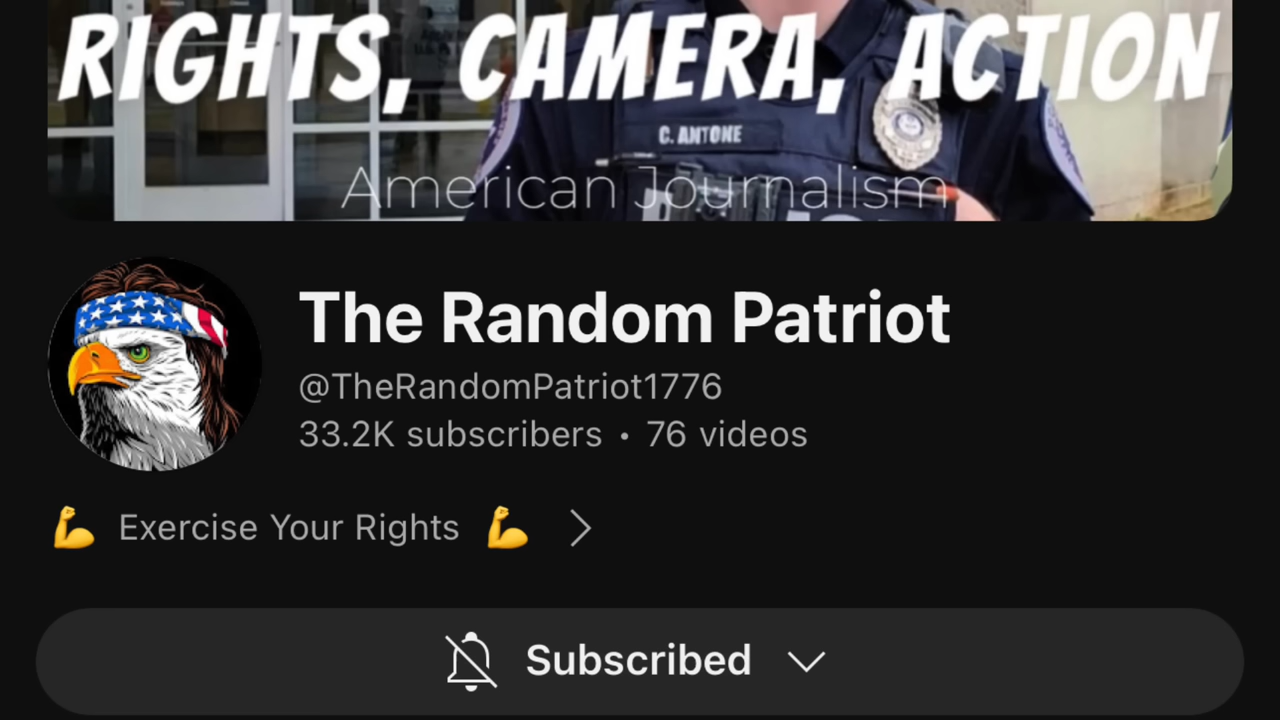 RIGHTS, CAMERA, ACTION
C. ANTONE
American Journalism
The Random Patriot
@TheRandomPatriot1776
33.2K subscribers • 76 videos
💪 Exercise Your Rights 💪 >
Subscribed